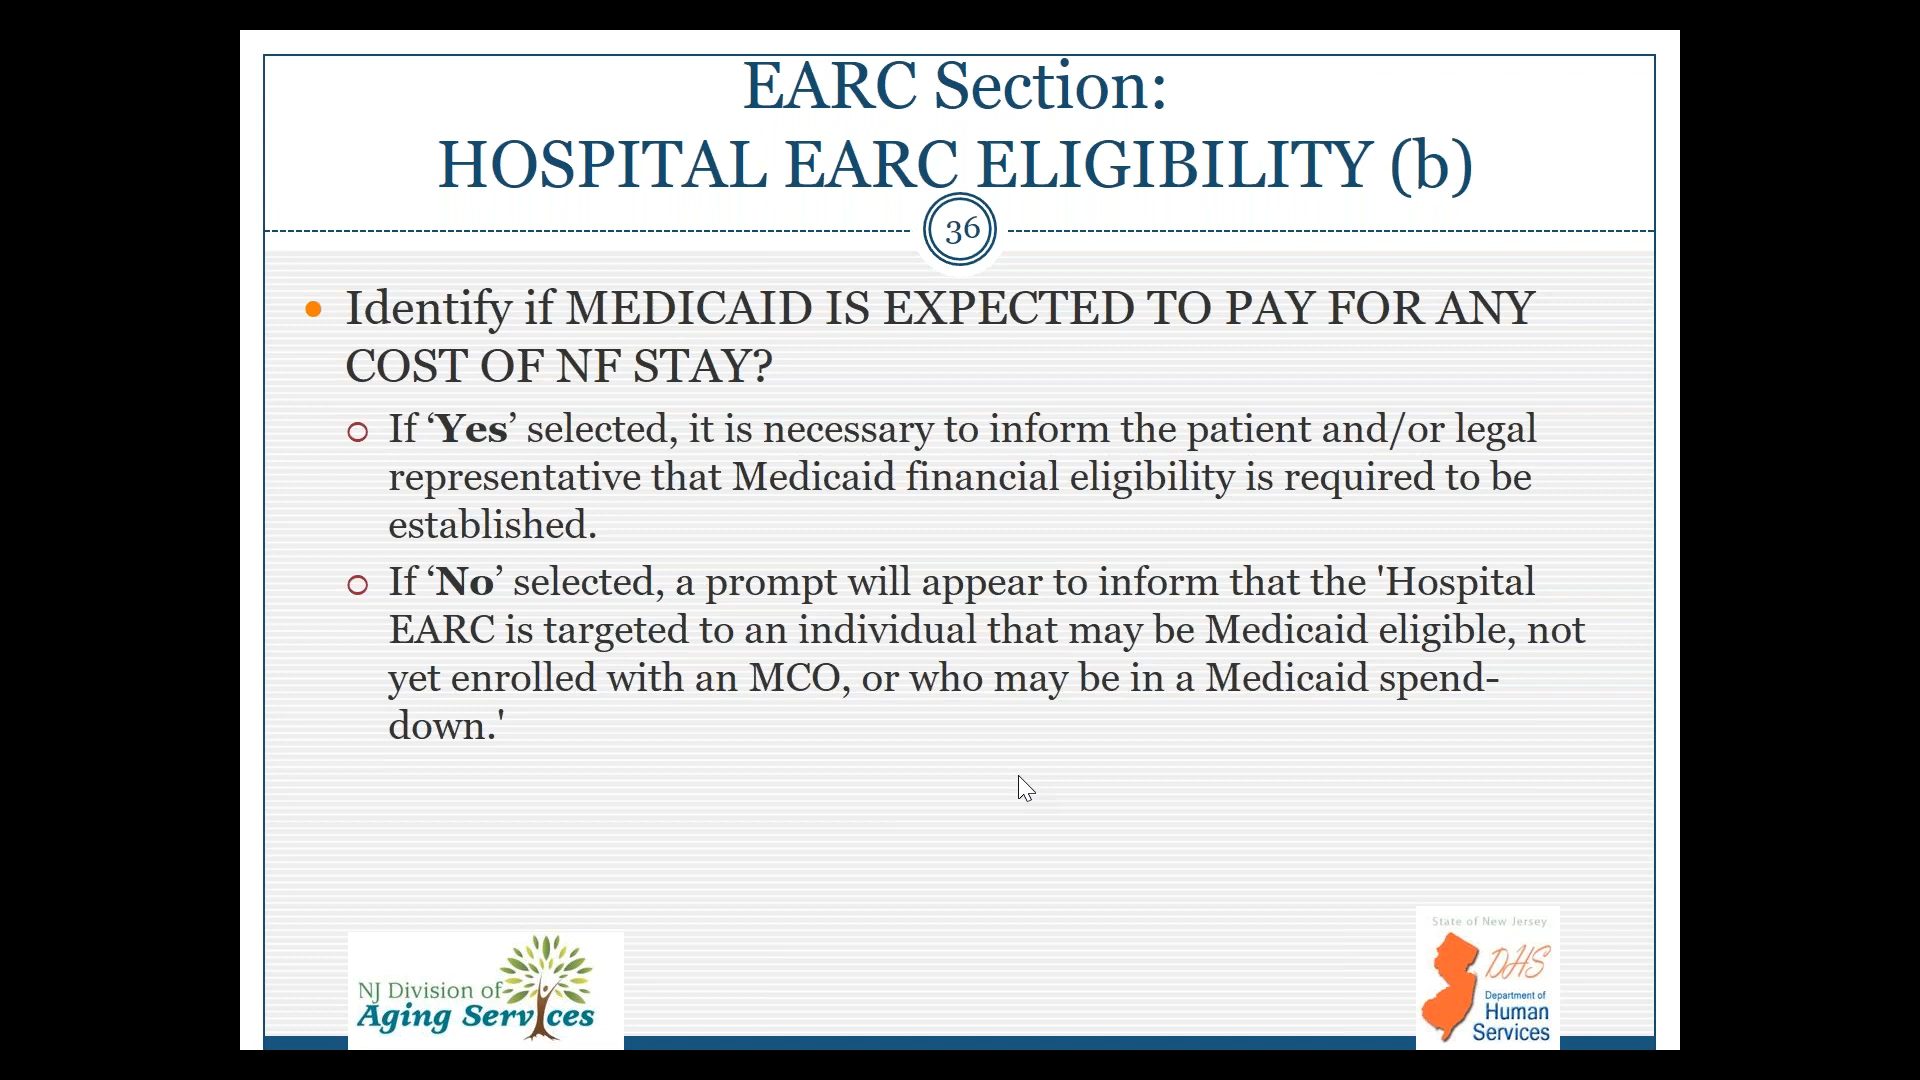 EARC Section:
HOSPITAL EARC ELIGIBILITY (b)
36
Identify if MEDICAID IS EXPECTED TO PAY FOR ANY
COST OF NF STAY?
If ‘Yes’ selected, it is necessary to inform the patient and/or legal
representative that Medicaid financial eligibility is required to be
established.
If ‘No’ selected, a prompt will appear to inform that the 'Hospital
EARC is targeted to an individual that may be Medicaid eligible, not
yet enrolled with an MCO, or who may be in a Medicaid spend-
down.'
NJ Division of
Aging Services
State of New Jersey
DHS
Department of
Human
Services